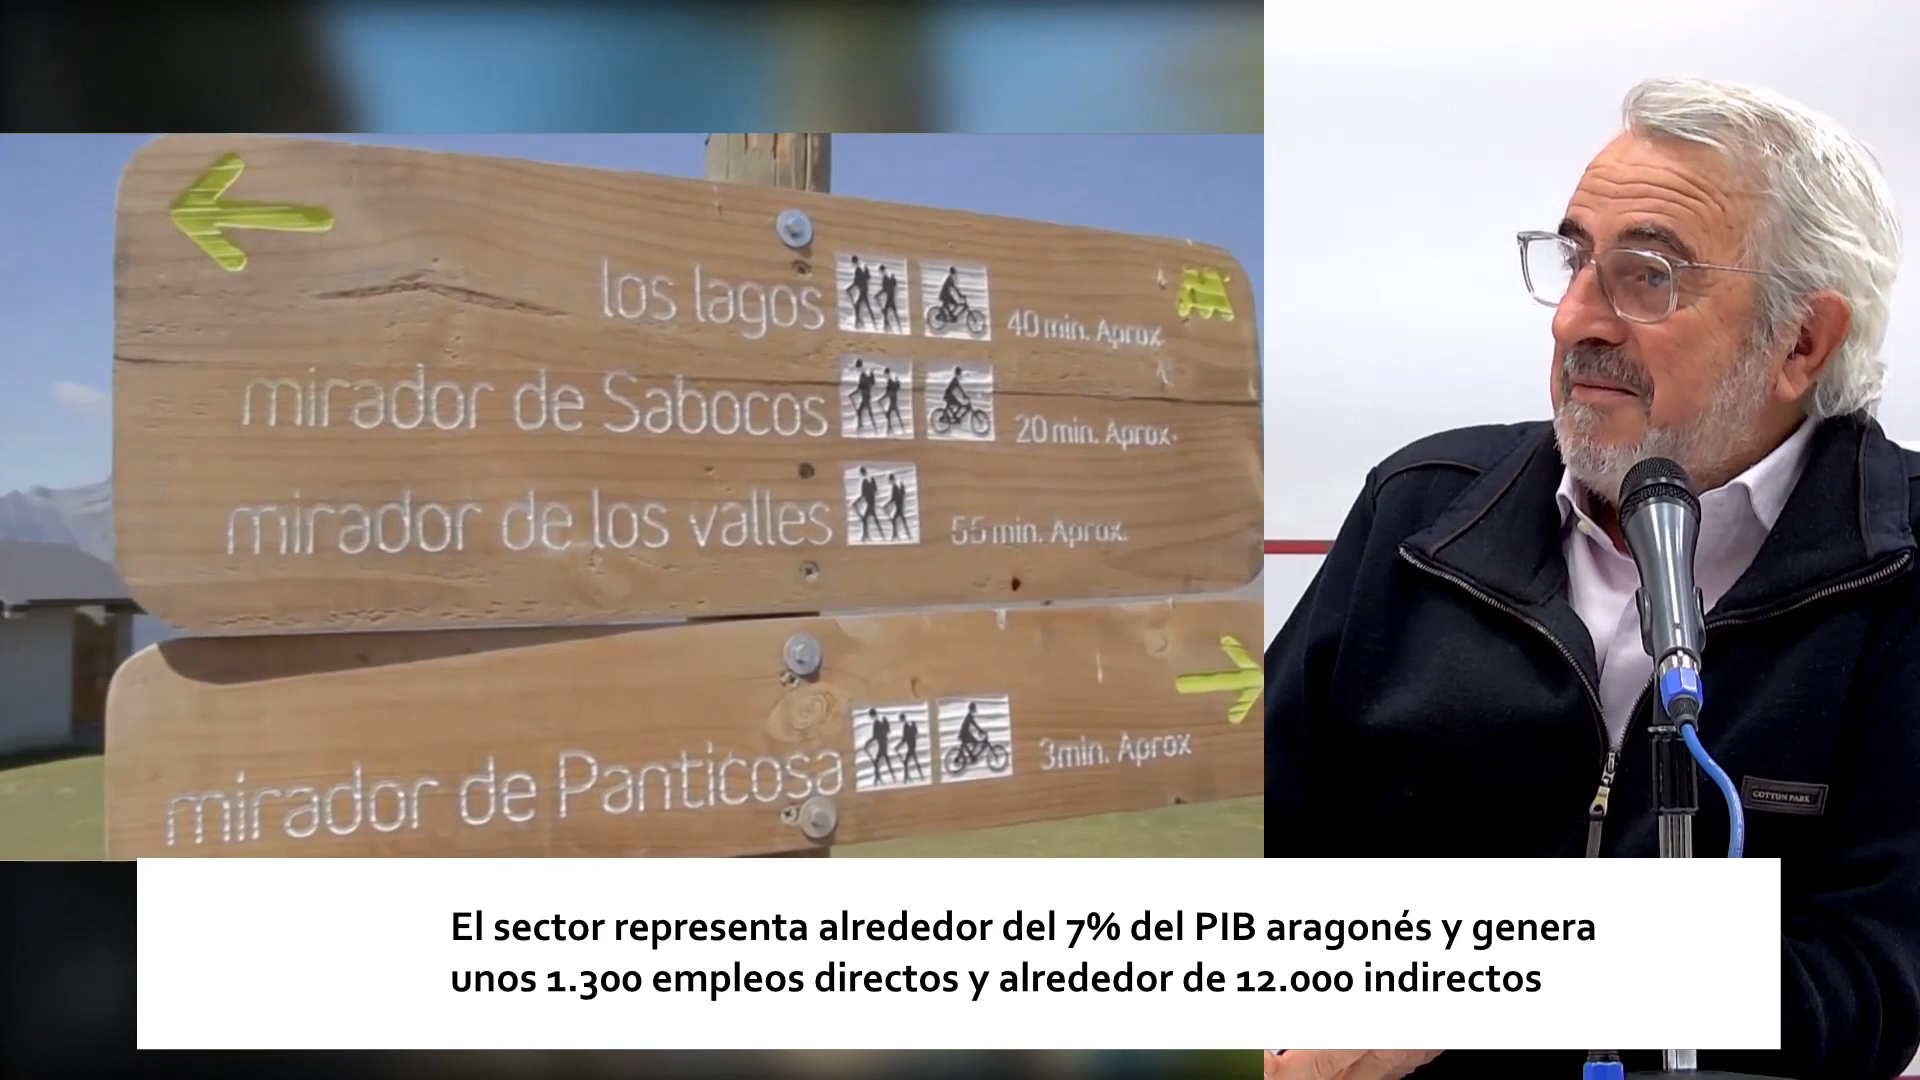 los lagos 40 min. Aprox.
mirador de Sabocos 20 min. Aprox.
mirador de los valles 55 min. Aprox.
mirador de Panticosa 3min. Aprox
COTTON PARK
El sector representa alrededor del 7% del PIB aragonés y genera
unos 1.300 empleos directos y alrededor de 12.000 indirectos